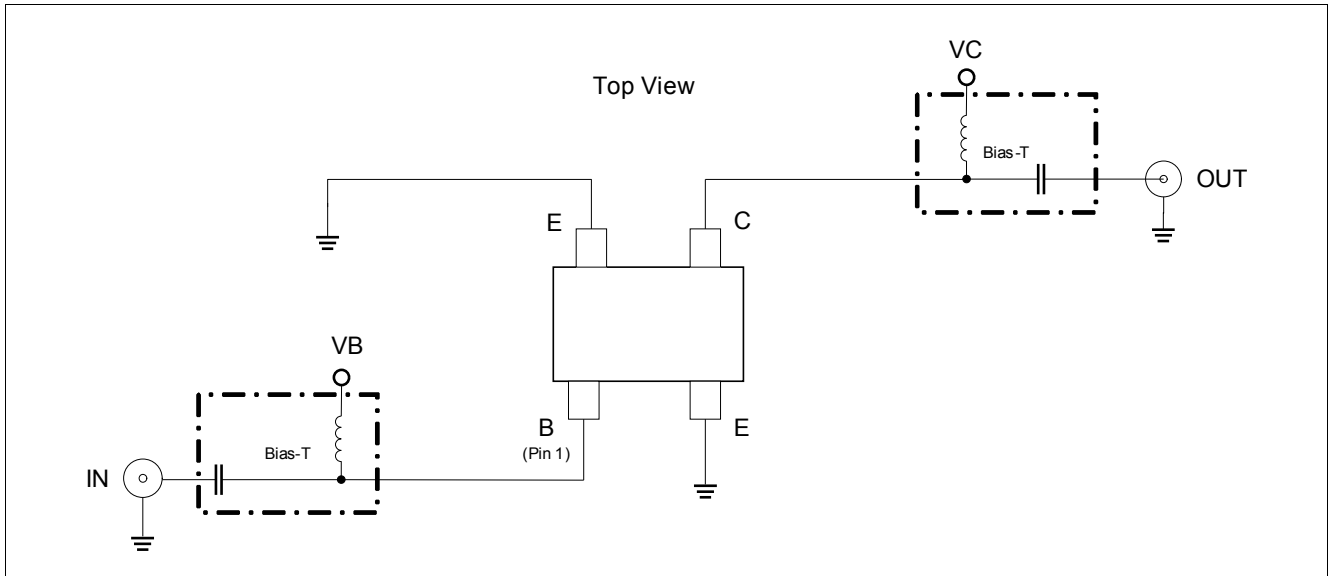 VC
Top View
Bias-T
OUT
E
C
VB
B
E
(Pin 1)
Bias-T
IN